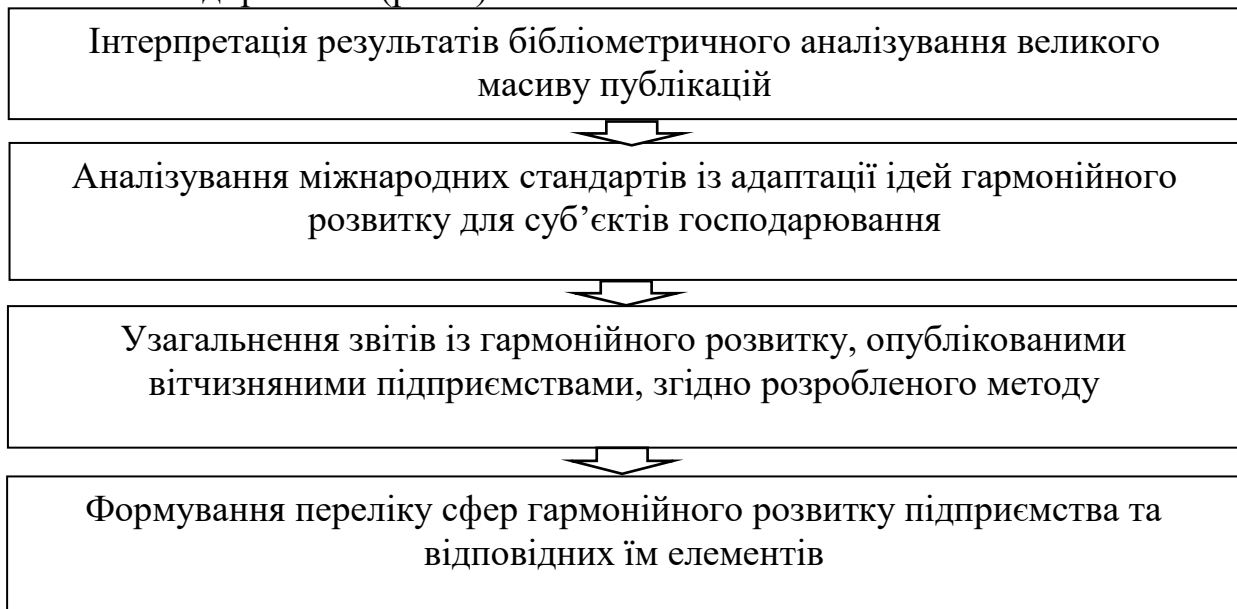 Інтерпретація результатів бібліометричного аналізування великого
масиву публікацій
Аналізування міжнародних стандартів із адаптації ідей гармонійного
розвитку для суб’єктів господарювання
Узагальнення звітів із гармонійного розвитку, опублікованими
вітчизняними підприємствами, згідно розробленого методу
Формування переліку сфер гармонійного розвитку підприємства та
відповідних їм елементів